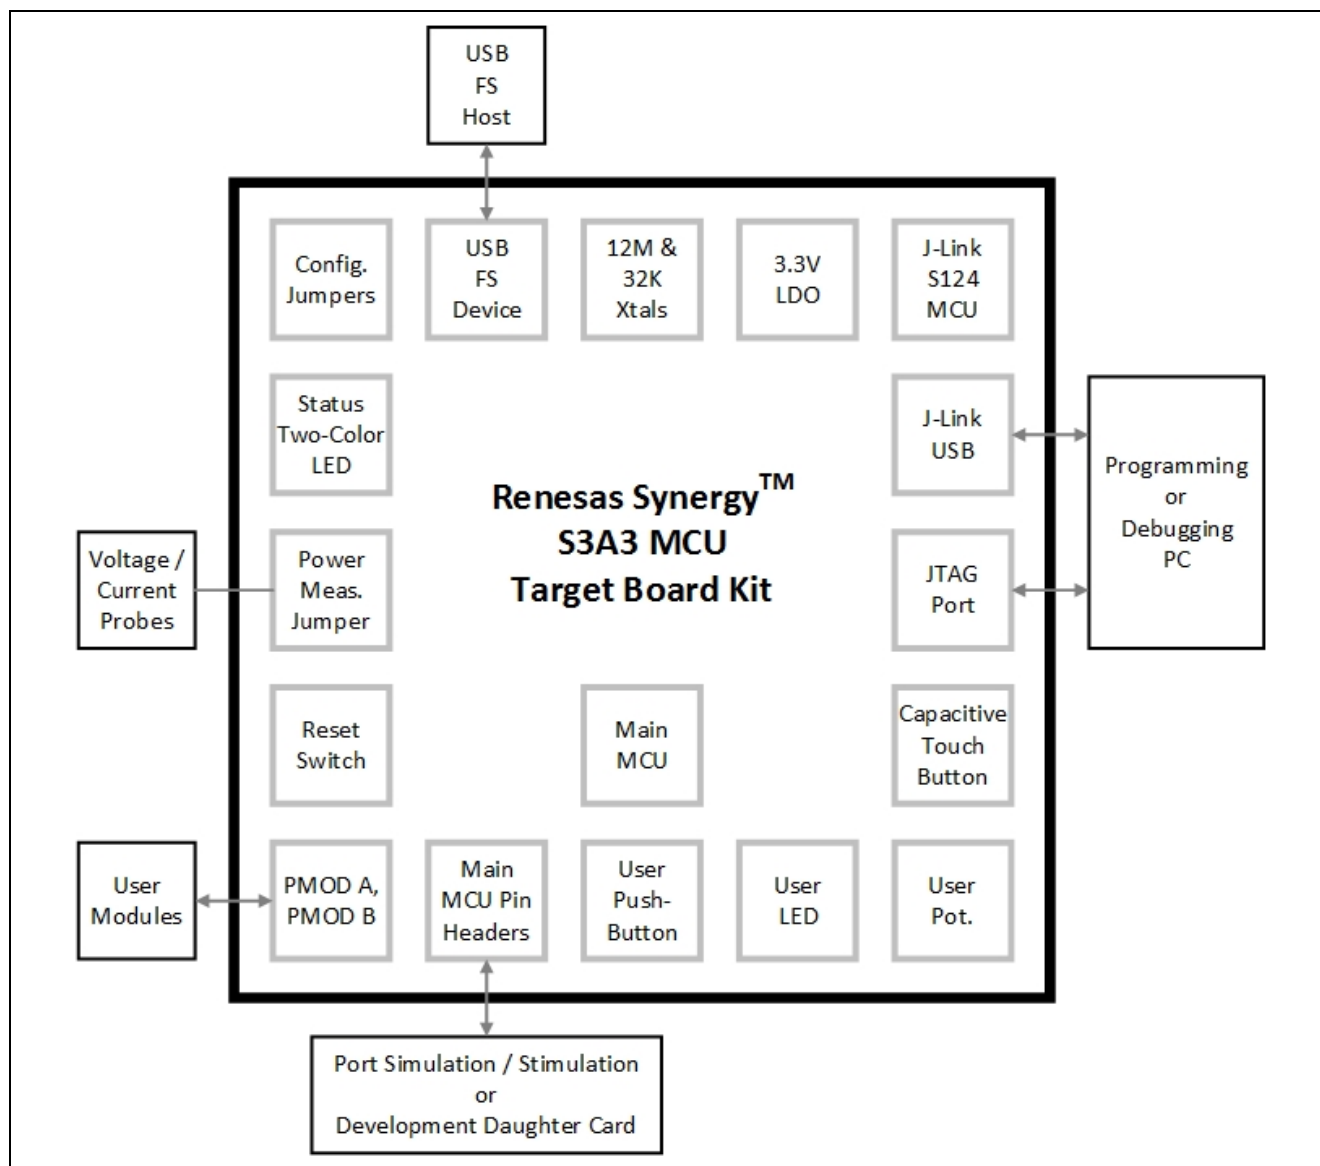 USB
FS
Host
Config.
Jumpers
USB
FS
Device
12M &
32K
Xtals
3.3V
LDO
J-Link
S124
MCU
Status
Two-Color
LED
J-Link
USB
Programming
or
Debugging
PC
Renesas Synergy™
S3A3 MCU
Target Board Kit
Voltage /
Current
Probes
Power
Meas.
Jumper
JTAG
Port
Reset
Switch
Main
MCU
Capacitive
Touch
Button
User
Modules
PMOD A,
PMOD B
Main
MCU Pin
Headers
User
Push-
Button
User
LED
User
Pot.
Port Simulation / Stimulation
or
Development Daughter Card